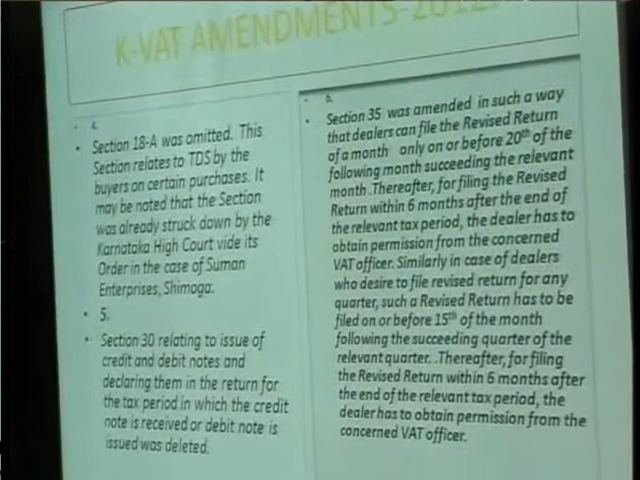 K-VAT AMENDMENTS-2012.
4.
Section 18-A was omitted. This
Section relates to TDS by the
buyers on certain purchases. It
may be noted that the Section
was already struck down by the
Karnataka High Court vide its
Order in the case of Suman
Enterprises, Shimoga.
5.
Section 30 relating to issue of
credit and debit notes and
declaring them in the return for
the tax period in which the credit
note is received or debit note is
issued was deleted.
6.
Section 35 was amended in such a way
that dealers can file the Revised Return
of a month only on or before 20th of the
following month succeeding the relevant
month .Thereafter, for filing the Revised
Return within 6 months after the end of
the relevant tax period, the dealer has to
obtain permission from the concerned
VAT officer. Similarly in case of dealers
who desire to file revised return for any
quarter, such a Revised Return has to be
filed on or before 15th of the month
following the succeeding quarter of the
relevant quarter. .Thereafter, for filing
the Revised Return within 6 months after
the end of the relevant tax period, the
dealer has to obtain permission from the
concerned VAT officer.